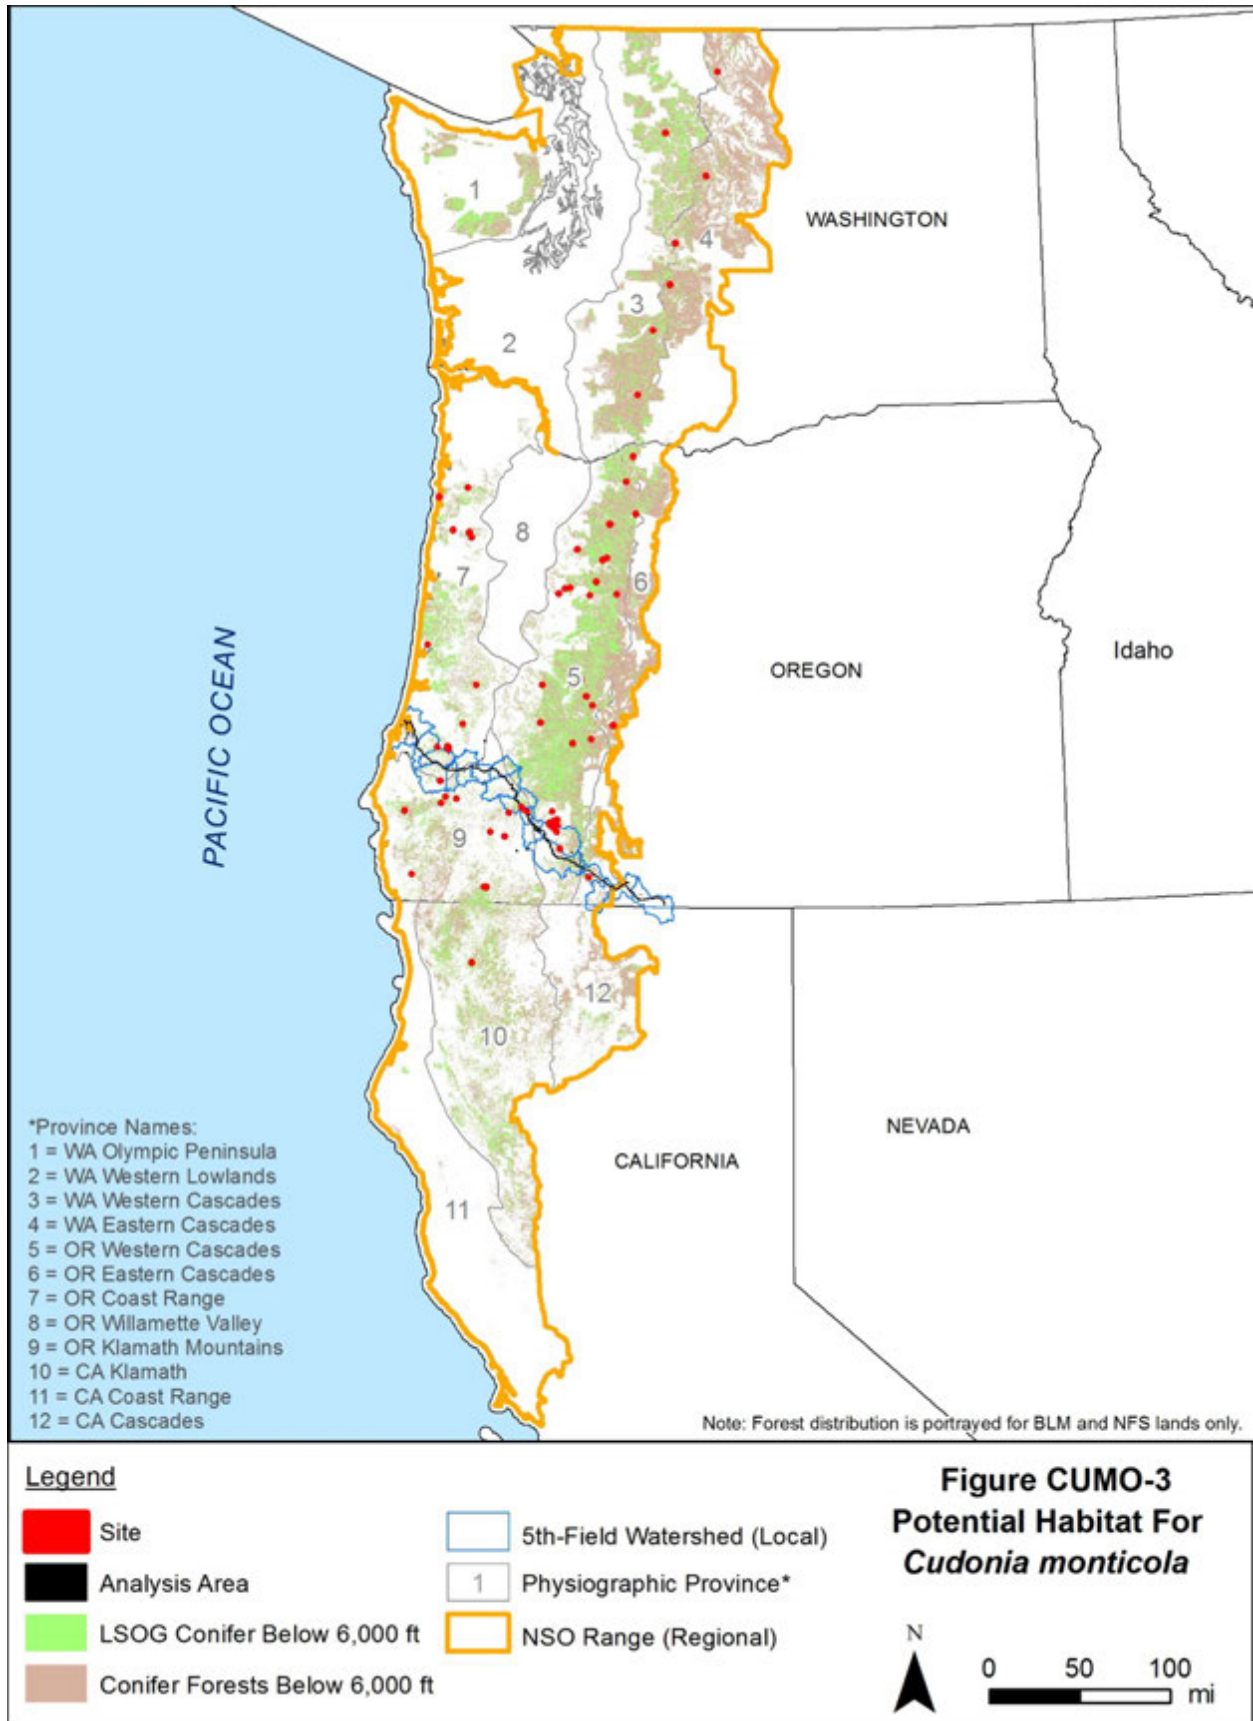 WASHINGTON
1
4
3
2
8
7
6
5
OREGON
Idaho
PACIFIC OCEAN
9
12
10
NEVADA
CALIFORNIA
11
*Province Names:
1 = WA Olympic Peninsula
2 = WA Western Lowlands
3 = WA Western Cascades
4 = WA Eastern Cascades
5 = OR Western Cascades
6 = OR Eastern Cascades
7 = OR Coast Range
8 = OR Willamette Valley
9 = OR Klamath Mountains
10 = CA Klamath
11 = CA Coast Range
12 = CA Cascades
Note: Forest distribution is portrayed for BLM and NFS lands only.
Legend
Site
Analysis Area
LSOG Conifer Below 6,000 ft
Conifer Forests Below 6,000 ft
5th-Field Watershed (Local)
1 Physiographic Province*
NSO Range (Regional)
Figure CUMO-3
Potential Habitat For
Cudonia monticola
N
0 50 100
mi